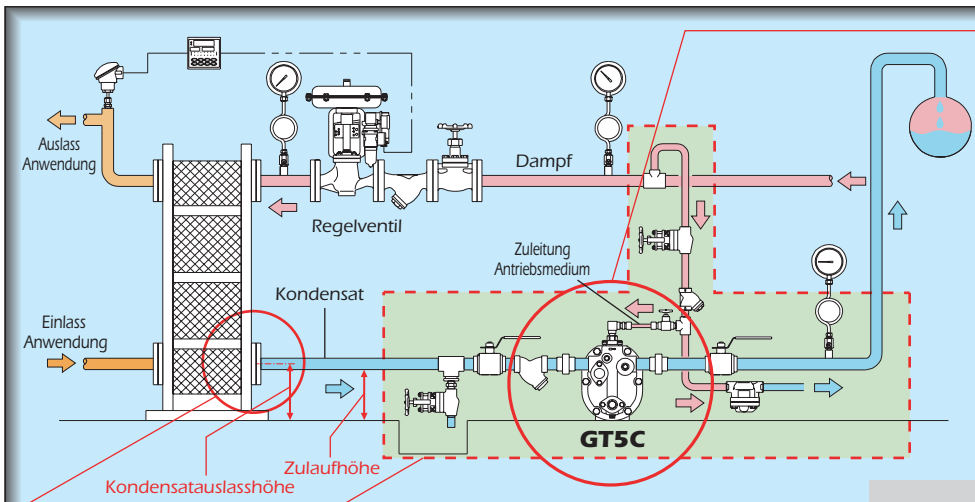 Auslass
Anwendung
Dampf
Regelventil
Zuleitung
Antriebsmedium
Kondensat
Einlass
Anwendung
GT5C
Zulaufhöhe
Kondensatauslasshöhe